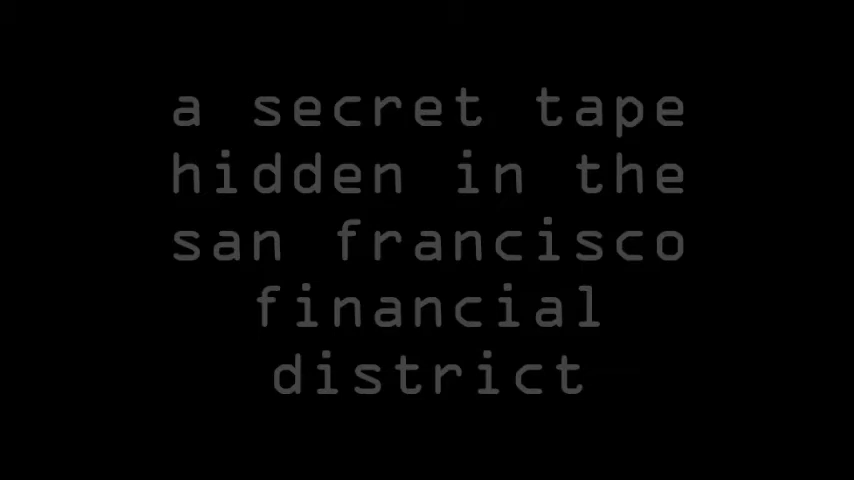 a secret tape
hidden in the
san francisco
financial
district